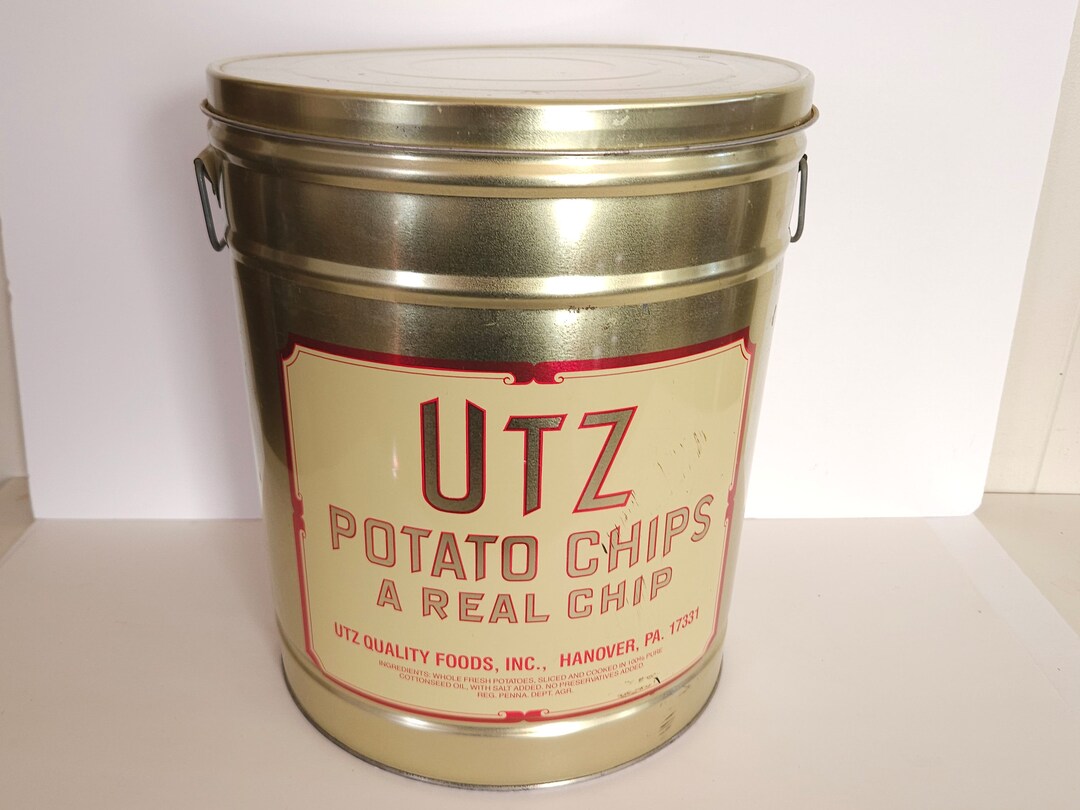 UTZ
POTATO CHIPS
A REAL CHIP
UTZ QUALITY FOODS, INC., HANOVER, PA. 17331
INGREDIENTS: WHOLE FRESH POTATOES, SLICED AND COOKED IN 100% PURE
COTTONSEED OIL, WITH SALT ADDED. NO PRESERVATIVES ADDED.
REG. PENNA. DEPT. AGR.